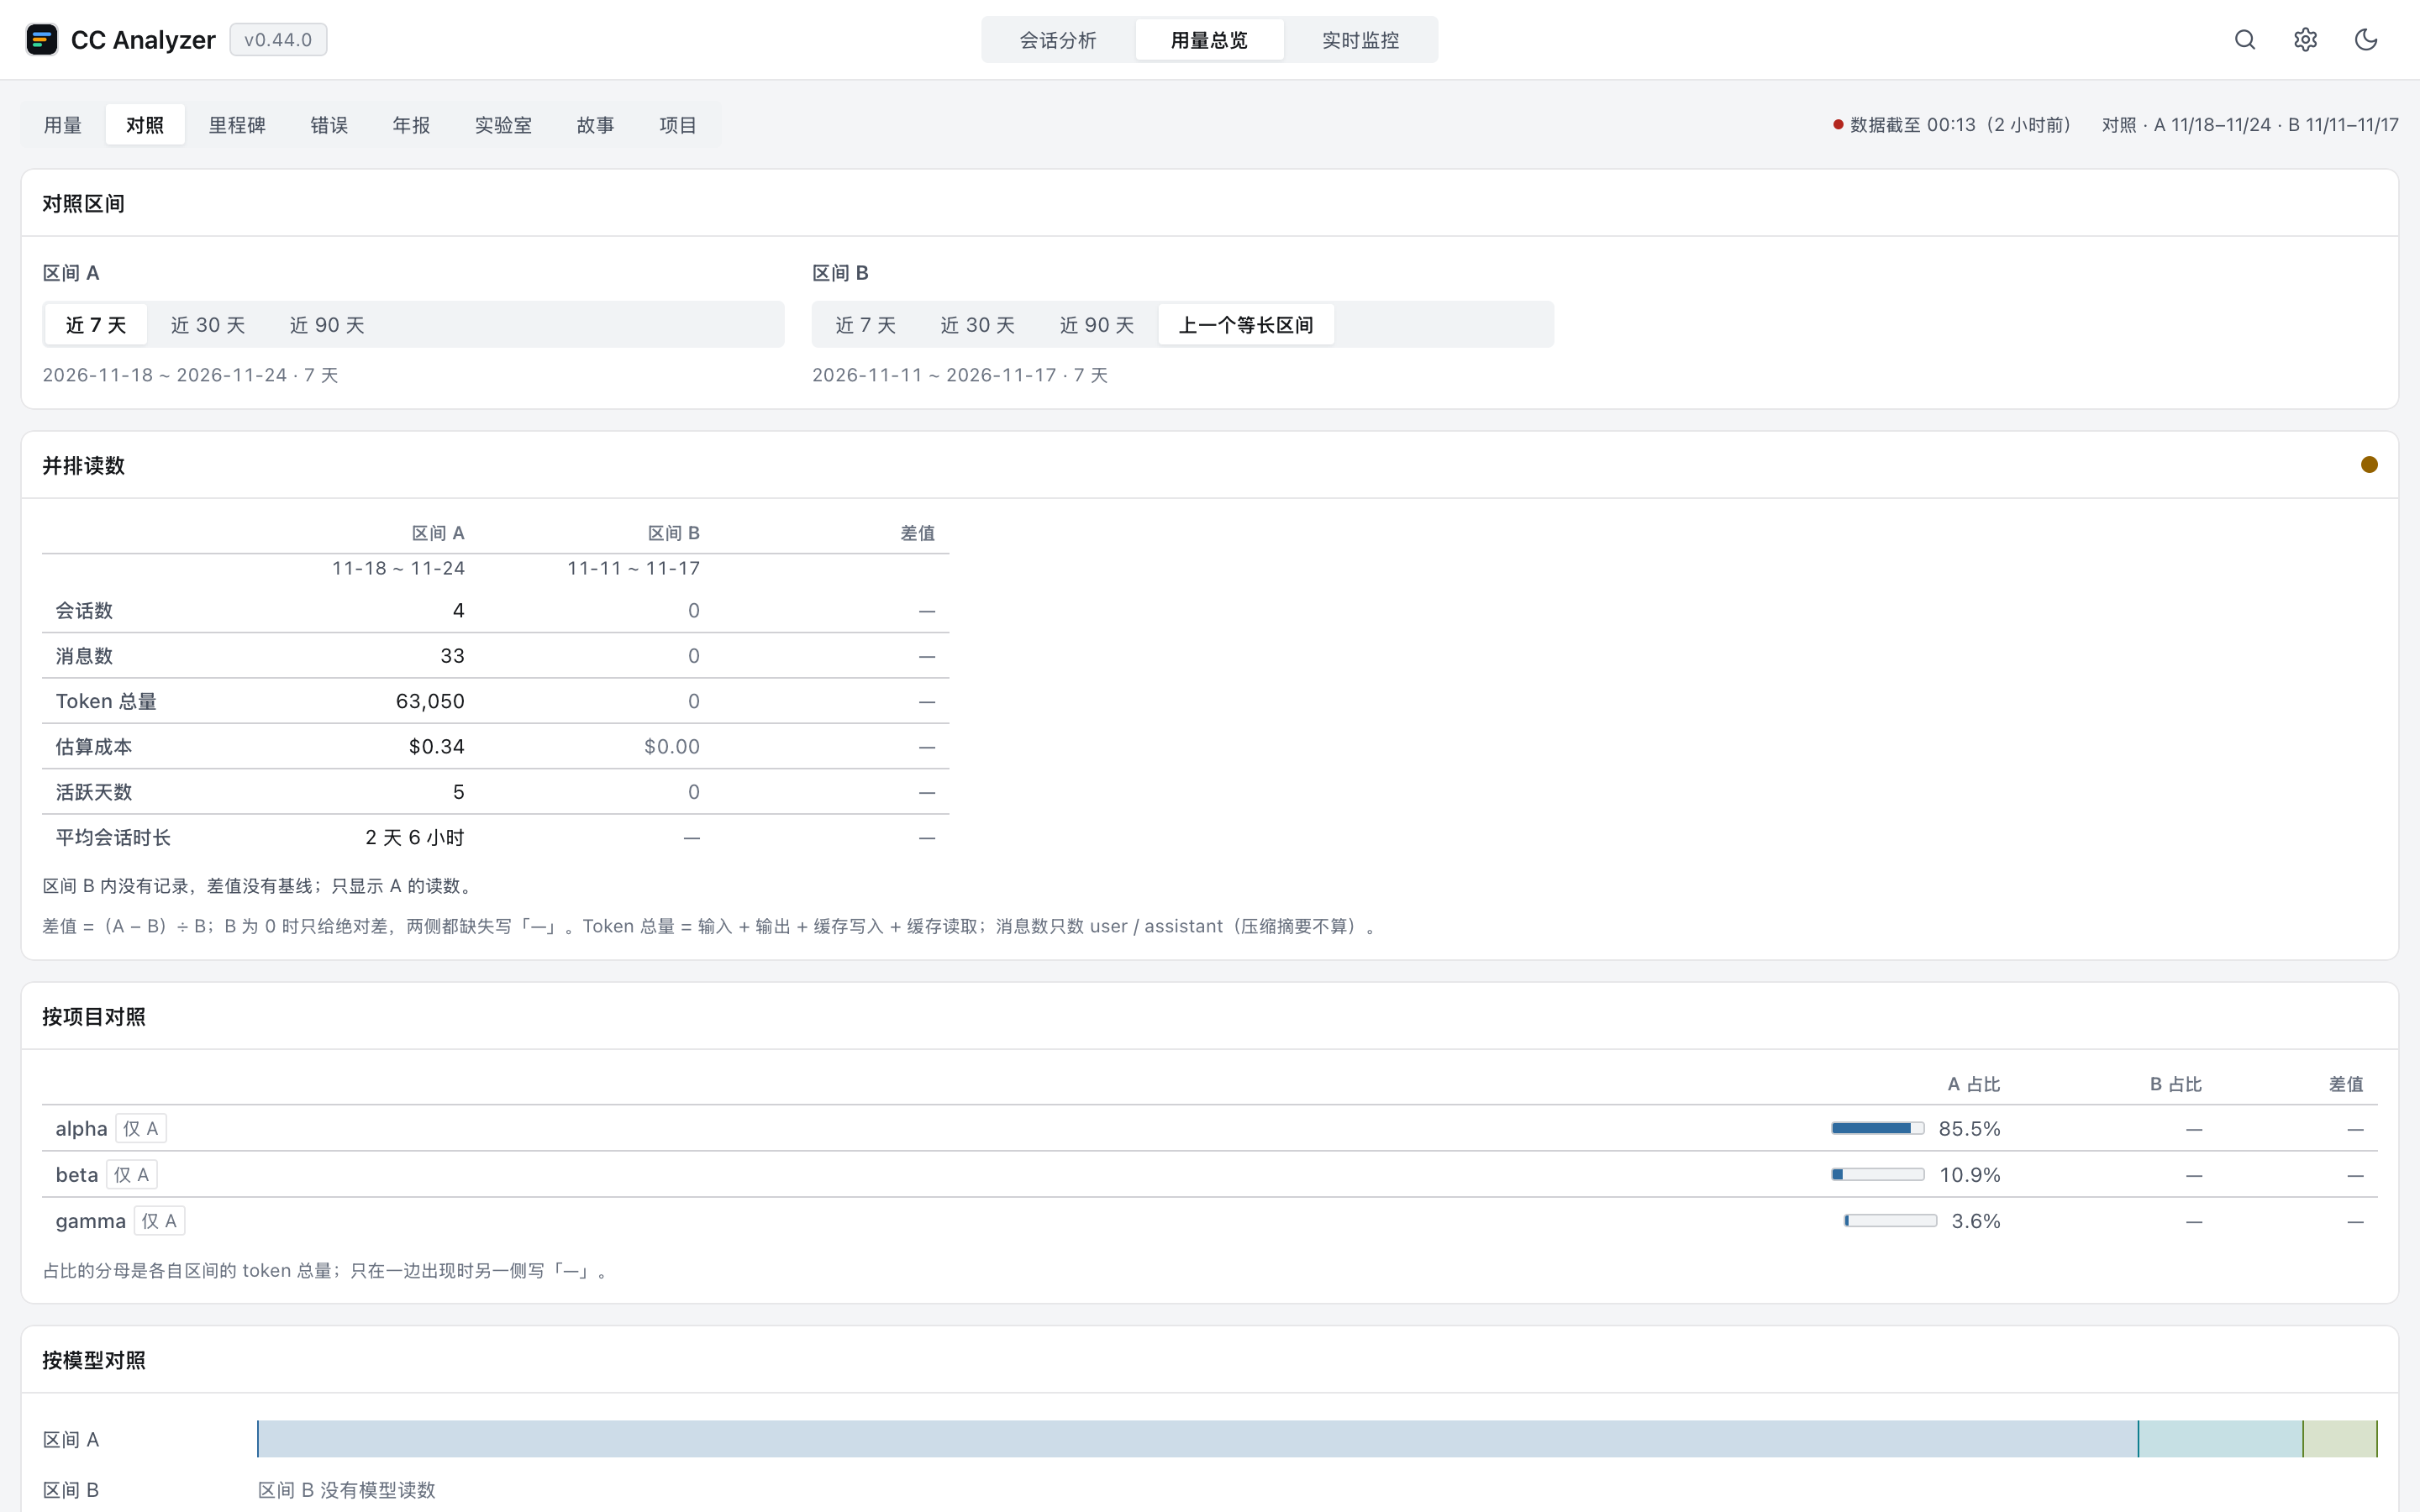 CC Analyzer v0.44.0 会话分析 用量总览 实时监控
用量 对照 里程碑 错误 年报 实验室 故事 项目 数据截至 00:13（2 小时前） 对照 · A 11/18–11/24 · B 11/11–11/17
对照区间
区间 A 区间 B
近 7 天 近 30 天 近 90 天 近 7 天 近 30 天 近 90 天 上一个等长区间
2026-11-18 ~ 2026-11-24 · 7 天 2026-11-11 ~ 2026-11-17 · 7 天
并排读数
区间 A 区间 B 差值
11-18 ~ 11-24 11-11 ~ 11-17
会话数 4 0 —
消息数 33 0 —
Token 总量 63,050 0 —
估算成本 $0.34 $0.00 —
活跃天数 5 0 —
平均会话时长 2 天 6 小时 — —
区间 B 内没有记录，差值没有基线；只显示 A 的读数。
差值 =（A − B）÷ B；B 为 0 时只给绝对差，两侧都缺失写「—」。Token 总量 = 输入 + 输出 + 缓存写入 + 缓存读取；消息数只数 user / assistant（压缩摘要不算）。
按项目对照
A 占比 B 占比 差值
alpha 仅 A 85.5% — —
beta 仅 A 10.9% — —
gamma 仅 A 3.6% — —
占比的分母是各自区间的 token 总量；只在一边出现时另一侧写「—」。
按模型对照
区间 A
区间 B 区间 B 没有模型读数